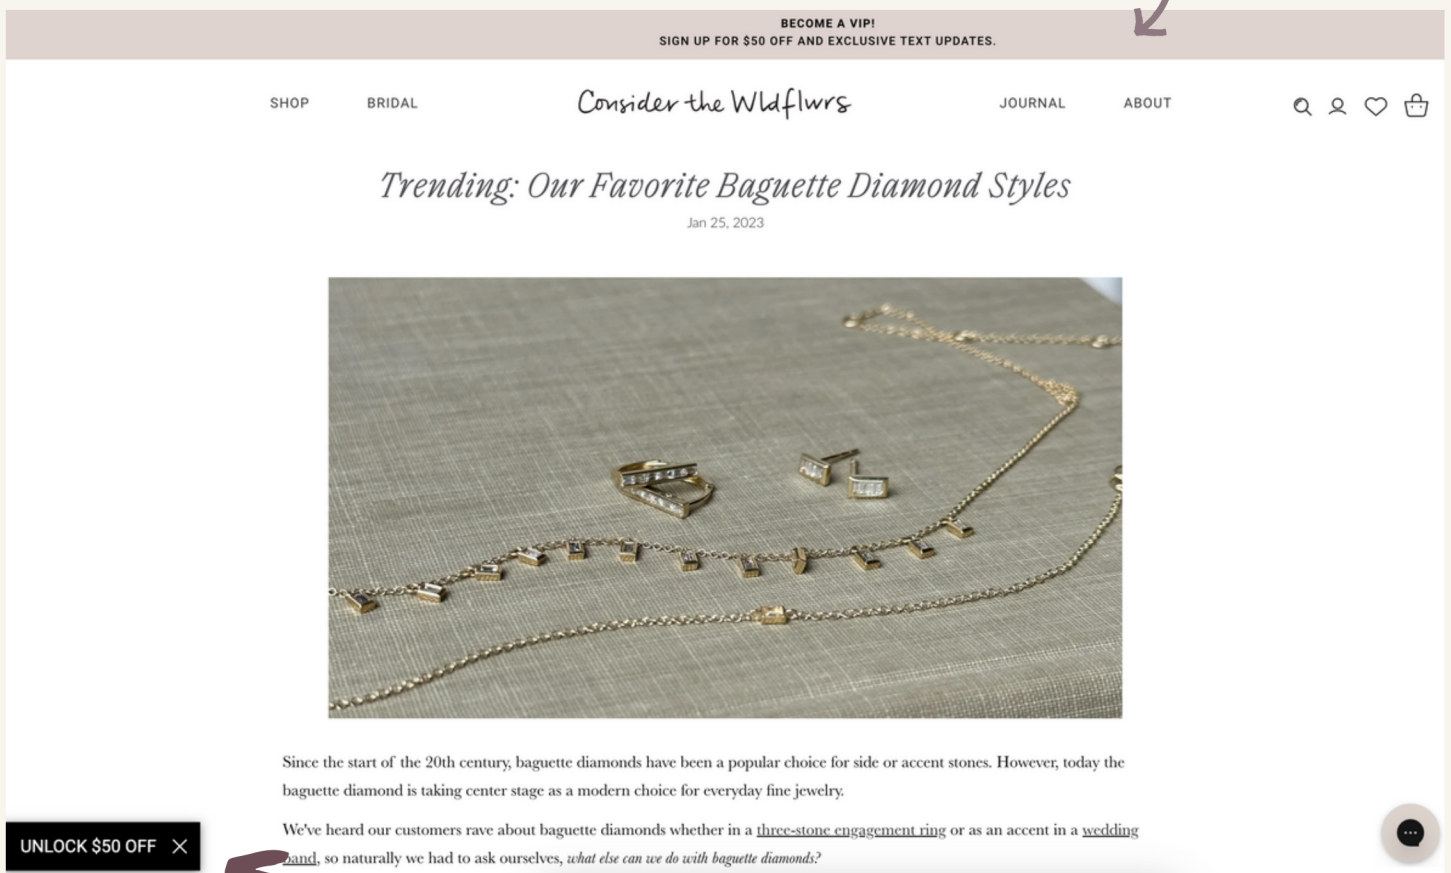 BECOME A VIP!
SIGN UP FOR $50 OFF AND EXCLUSIVE TEXT UPDATES.
SHOP
BRIDAL
Consider the Wldflwrs
JOURNAL
ABOUT
Trending: Our Favorite Baguette Diamond Styles
Jan 25, 2023
Since the start of the 20th century, baguette diamonds have been a popular choice for side or accent stones. However, today the
baguette diamond is taking center stage as a modern choice for everyday fine jewelry.
We've heard our customers rave about baguette diamonds whether in a three-stone engagement ring or as an accent in a wedding
band, so naturally we had to ask ourselves, what else can we do with baguette diamonds?
UNLOCK $50 OFF